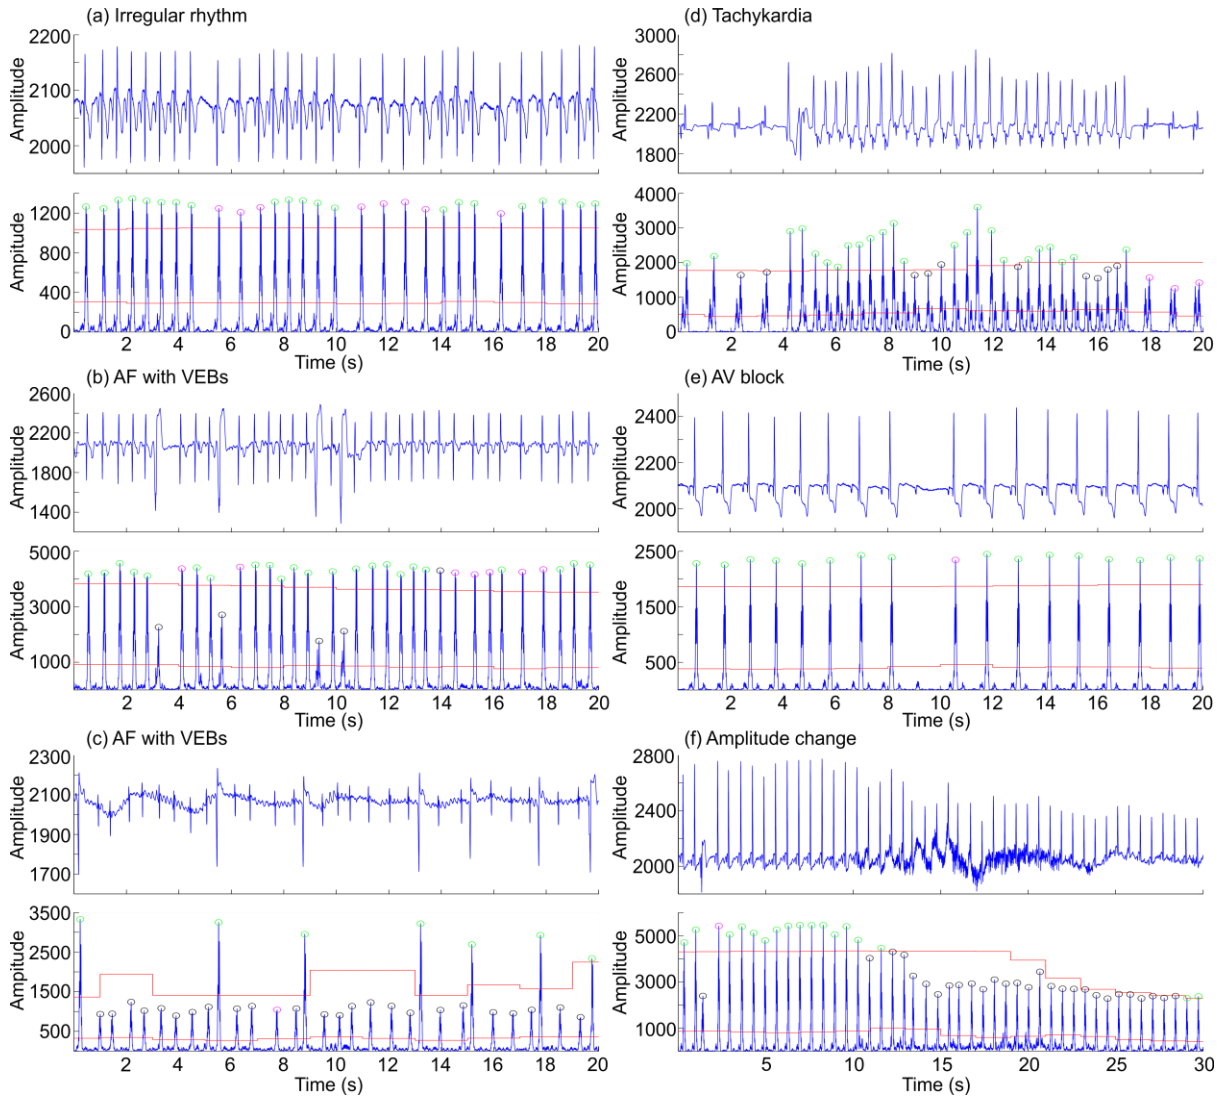 (a) Irregular rhythm
Amplitude
2200
2100
2000
Amplitude
1200
800
400
0
2 4 6 8 10 12 14 16 18 20
Time (s)
(b) AF with VEBs
Amplitude
2600
2200
1800
1400
Amplitude
5000
3000
1000
2 4 6 8 10 12 14 16 18 20
Time (s)
(c) AF with VEBs
Amplitude
2300
2100
1900
1700
Amplitude
3500
2500
1500
500
2 4 6 8 10 12 14 16 18 20
Time (s)
(d) Tachykardia
Amplitude
3000
2600
2200
1800
Amplitude
4000
3000
2000
1000
0
2 4 6 8 10 12 14 16 18 20
Time (s)
(e) AV block
Amplitude
2400
2200
2000
Amplitude
2500
1500
500
2 4 6 8 10 12 14 16 18 20
Time (s)
(f) Amplitude change
Amplitude
2800
2400
2000
Amplitude
5000
3000
1000
5 10 15 20 25 30
Time (s)